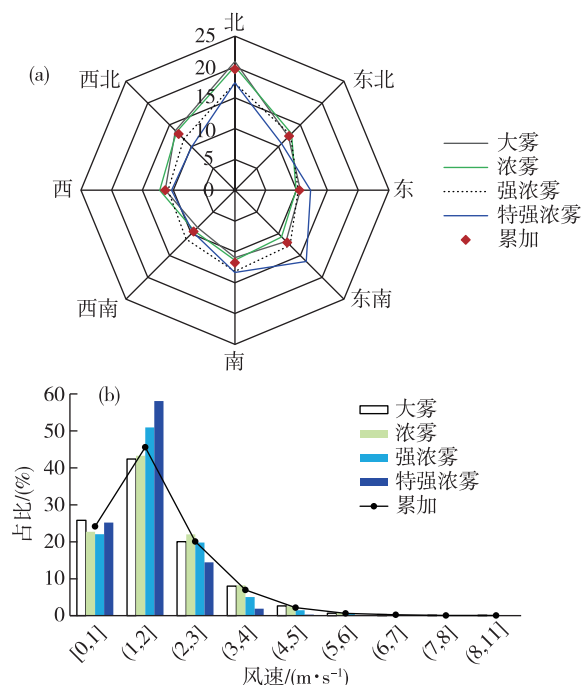 (a)
北
东北
东
东南
南
西南
西
西北
25
20
15
10
5
0
大雾
浓雾
强浓雾
特强浓雾
累加
(b)
占比/(%)
60
50
40
30
20
10
0
大雾
浓雾
强浓雾
特强浓雾
累加
[0,1] (1,2] (2,3] (3,4] (4,5] (5,6] (6,7] (7,8] (8,11]
风速/(m·s⁻¹)